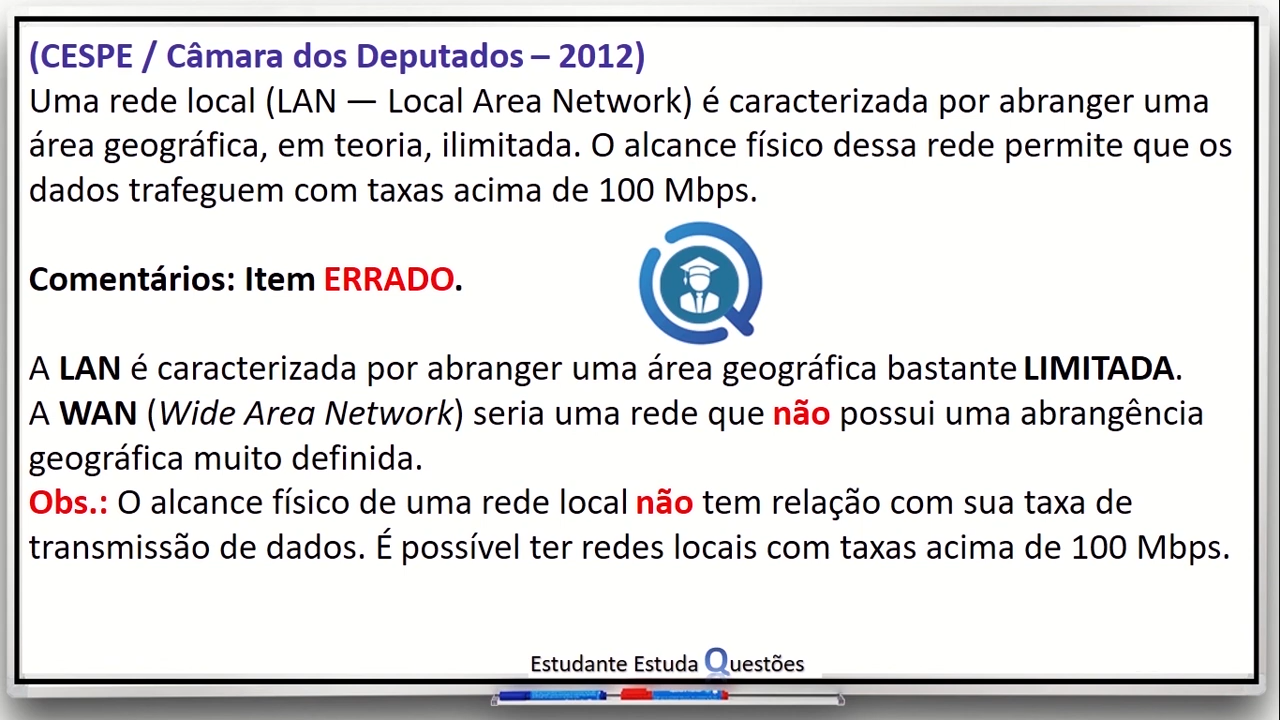 (CESPE / Câmara dos Deputados – 2012)
Uma rede local (LAN — Local Area Network) é caracterizada por abranger uma
área geográfica, em teoria, ilimitada. O alcance físico dessa rede permite que os
dados trafeguem com taxas acima de 100 Mbps.
Comentários: Item ERRADO.
A LAN é caracterizada por abranger uma área geográfica bastante LIMITADA.
A WAN (Wide Area Network) seria uma rede que não possui uma abrangência
geográfica muito definida.
Obs.: O alcance físico de uma rede local não tem relação com sua taxa de
transmissão de dados. É possível ter redes locais com taxas acima de 100 Mbps.
Estudante Estuda Questões